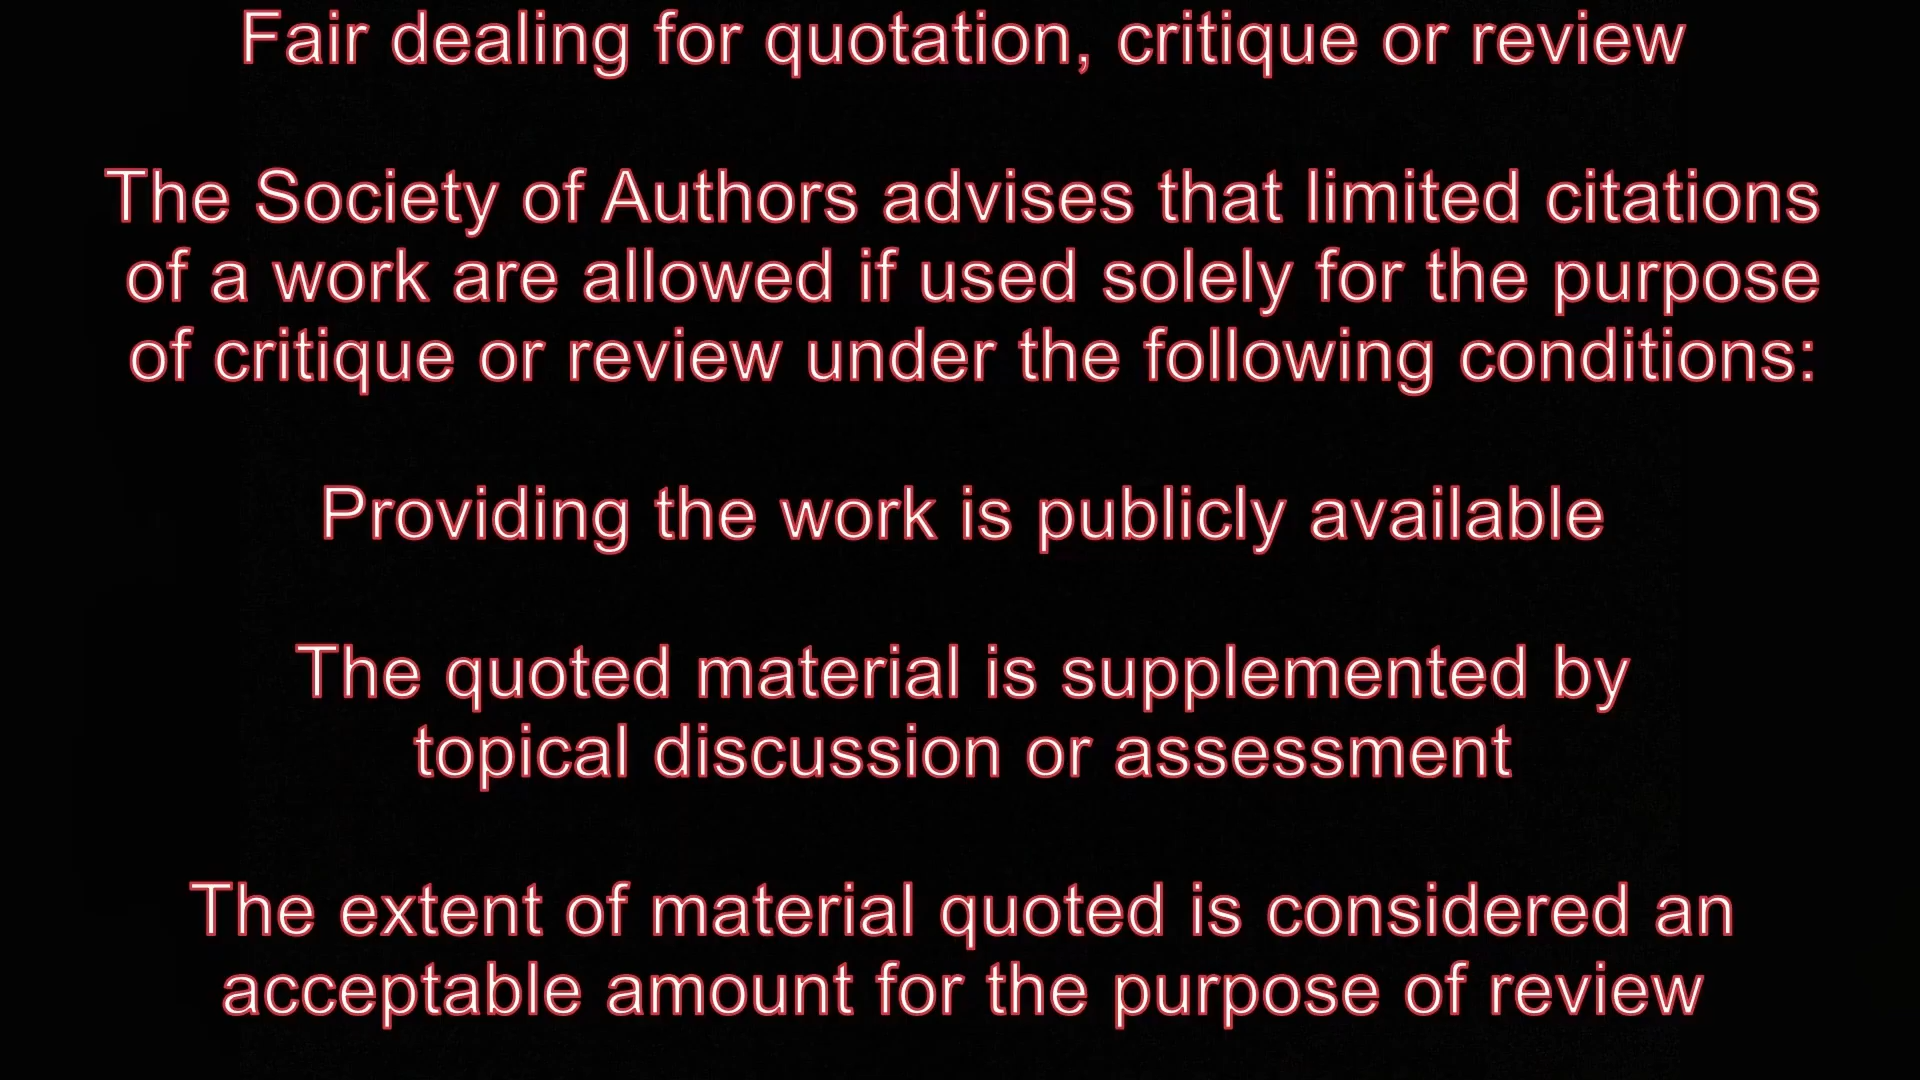 Fair dealing for quotation, critique or review
The Society of Authors advises that limited citations
of a work are allowed if used solely for the purpose
of critique or review under the following conditions:
Providing the work is publicly available
The quoted material is supplemented by
topical discussion or assessment
The extent of material quoted is considered an
acceptable amount for the purpose of review